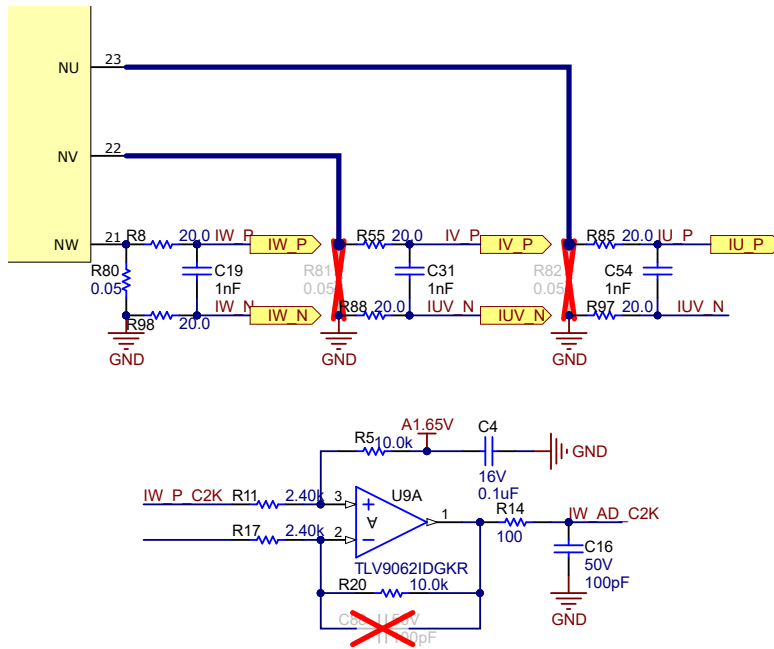 NU 23
NV 22
NW 21 R8 20.0 IW_P IW_P R55 20.0 IV_P IV_P R85 20.0 IU_P IU_P
R80 0.05 C19 1nF R81 0.05 C31 1nF R82 0.05 C54 1nF
R98 20.0 IW_N IW_N R88 20.0 IUV_N IUV_N R97 20.0 IUV_N
GND GND GND
R5 10.0k A1.65V C4 16V 0.1uF GND
IW_P_C2K R11 2.40k 3 + U9A
R17 2.40k 2 − A 1 R14 100 IW_AD_C2K
TLV9062IDGKR C16 50V 100pF
R20 10.0k
GND